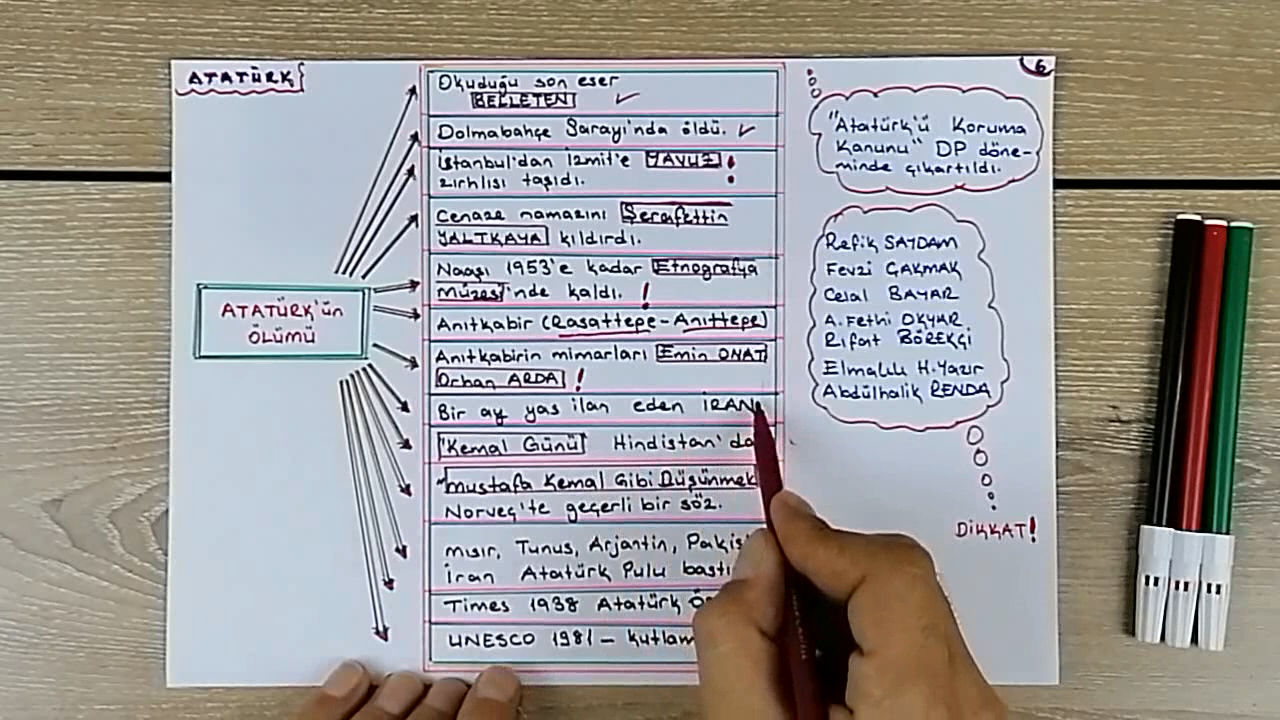 ATATÜRK
6
ATATÜRK'ün
ÖLÜMÜ
Okuduğu son eser
BELLETEN
Dolmabahçe Sarayı'nda öldü.
İstanbul'dan İzmit'e YAVUZ !
zırhlısı taşıdı.
Cenaze namazını Şerafettin
YALTKAYA kıldırdı.
Naaşı 1953'e kadar Etnografya
Müzesi'nde kaldı. !
Anıtkabir (Rasattepe-Anıttepe)
Anıtkabirin mimarları Emin ONAT
Orhan ARDA !
Bir ay yas ilan eden İRAN
"Kemal Günü" Hindistan'da
"Mustafa Kemal Gibi Düşünmek
Norveç'te geçerli bir söz.
Mısır, Tunus, Arjantin,
İran Atatürk Pulu
Times 1938 Atatürk
UNESCO 1981 -
"Atatürk'ü Koruma
Kanunu" DP döne-
minde çıkartıldı.
Refik SAYDAM
Fevzi ÇAKMAK
Celal BAYAR
A. Fethi OKYAR
Rıfat BÖREKÇİ
Elmalılı H. Yazır
Abdülhalik RENDA
DİKKAT!